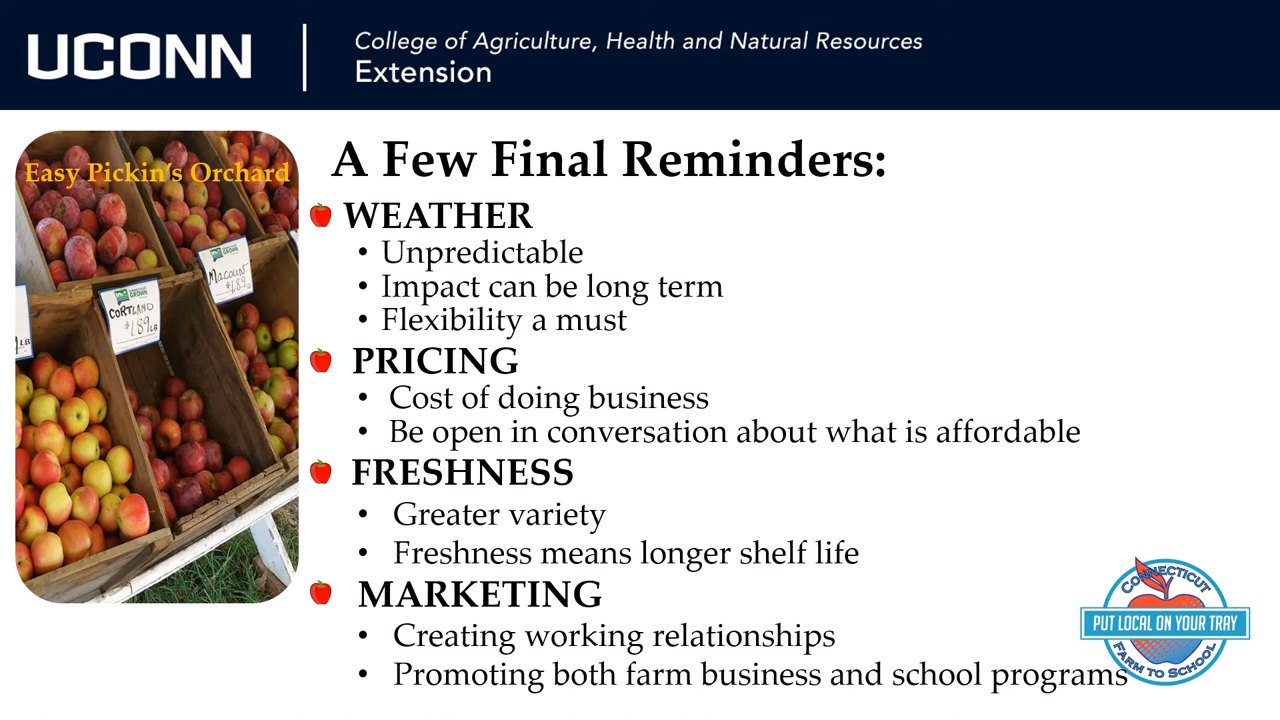 UCONN
College of Agriculture, Health and Natural Resources
Extension
Easy Pickin's Orchard
CORTLAND
$1.89 LB
MACOUN
$1.89
LB
A Few Final Reminders:
WEATHER
• Unpredictable
• Impact can be long term
• Flexibility a must
PRICING
• Cost of doing business
• Be open in conversation about what is affordable
FRESHNESS
• Greater variety
• Freshness means longer shelf life
MARKETING
• Creating working relationships
• Promoting both farm business and school programs
CONNECTICUT
PUT LOCAL ON YOUR TRAY
FARM TO SCHOOL